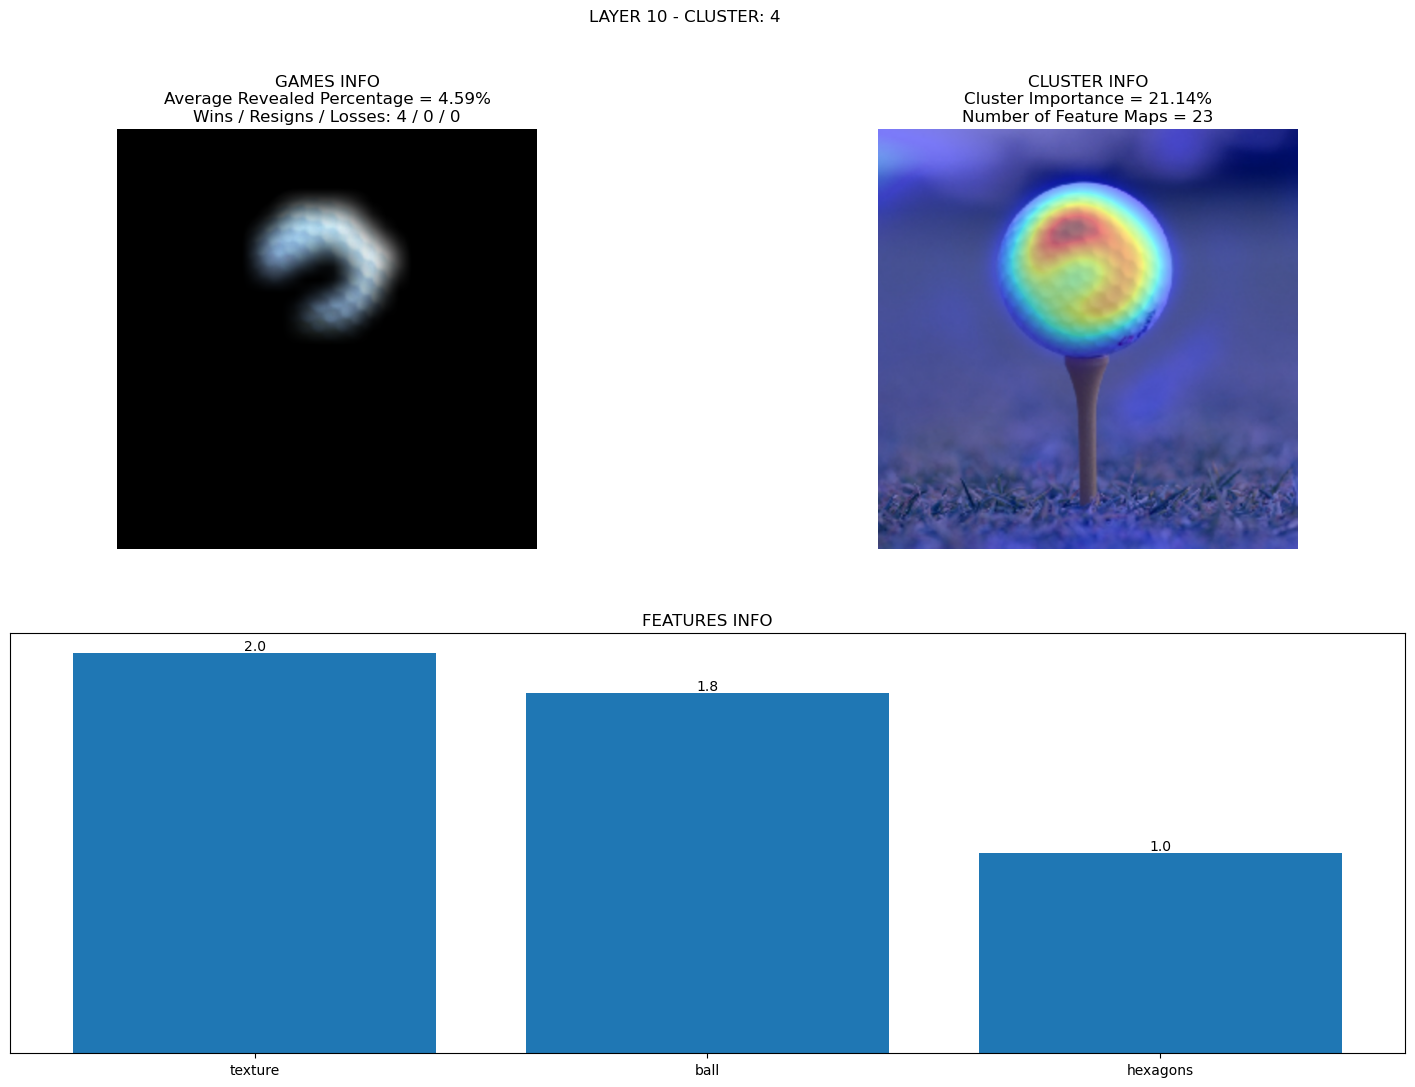 LAYER 10 - CLUSTER: 4
GAMES INFO
Average Revealed Percentage = 4.59%
Wins / Resigns / Losses: 4 / 0 / 0
CLUSTER INFO
Cluster Importance = 21.14%
Number of Feature Maps = 23
FEATURES INFO
2.0
1.8
1.0
texture
ball
hexagons